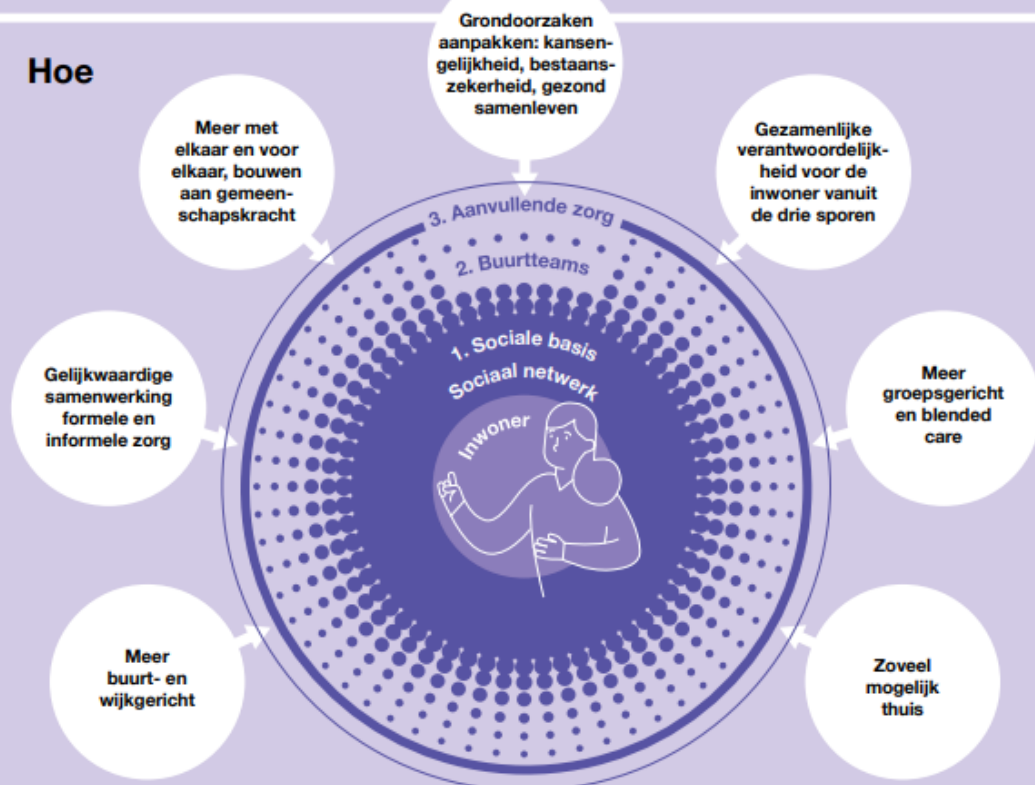 Hoe
Grondoorzaken
aanpakken: kansen-
gelijkheid, bestaans-
zekerheid, gezond
samenleven
Meer met
elkaar en voor
elkaar, bouwen
aan gemeen-
schapskracht
Gezamenlijke
verantwoordelijk-
heid voor de
inwoner vanuit
de drie sporen
3. Aanvullende zorg
2. Buurtteams
1. Sociale basis
Sociaal netwerk
Inwoner
Gelijkwaardige
samenwerking
formele en
informele zorg
Meer
groepsgericht
en blended
care
Meer
buurt- en
wijkgericht
Zoveel
mogelijk
thuis